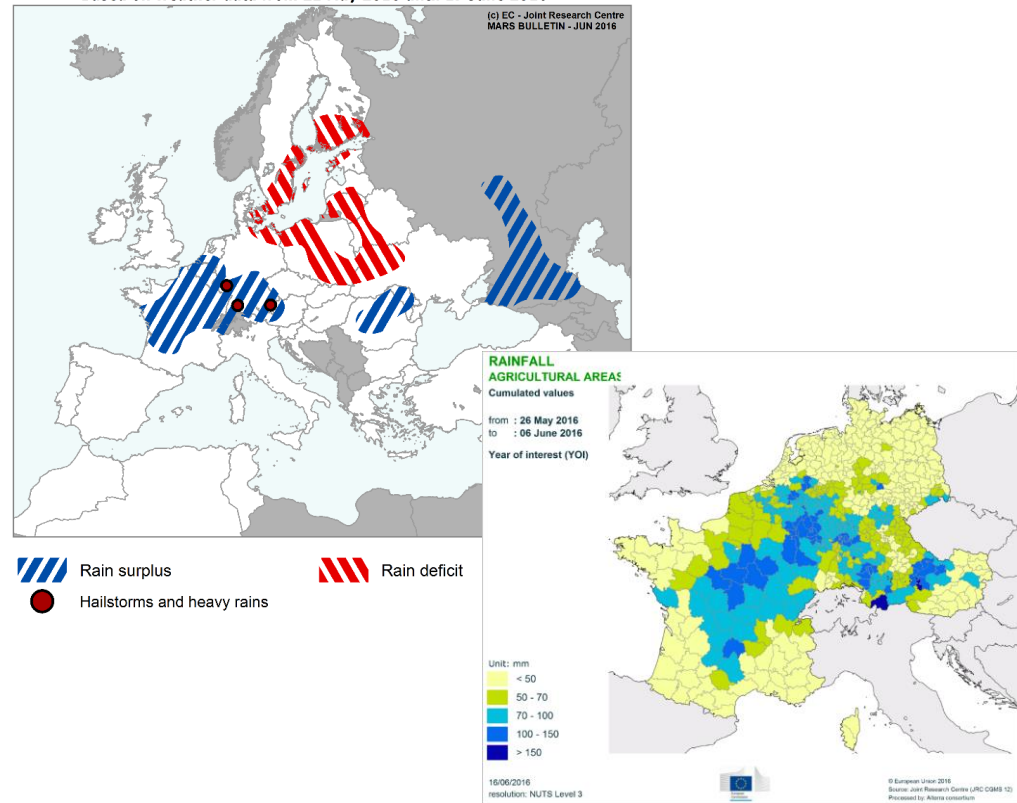 (c) EC - Joint Research Centre
MARS BULLETIN - JUN 2016
Rain surplus
Rain deficit
Hailstorms and heavy rains
RAINFALL
AGRICULTURAL AREAS
Cumulated values
from : 26 May 2016
to : 06 June 2016
Year of interest (YOI)
Unit: mm
< 50
50 - 70
70 - 100
100 - 150
> 150
16/06/2016
resolution: NUTS Level 3
© European Union 2016
Source: Joint Research Centre (JRC CGMS 12)
Processed by: Alterra consortium